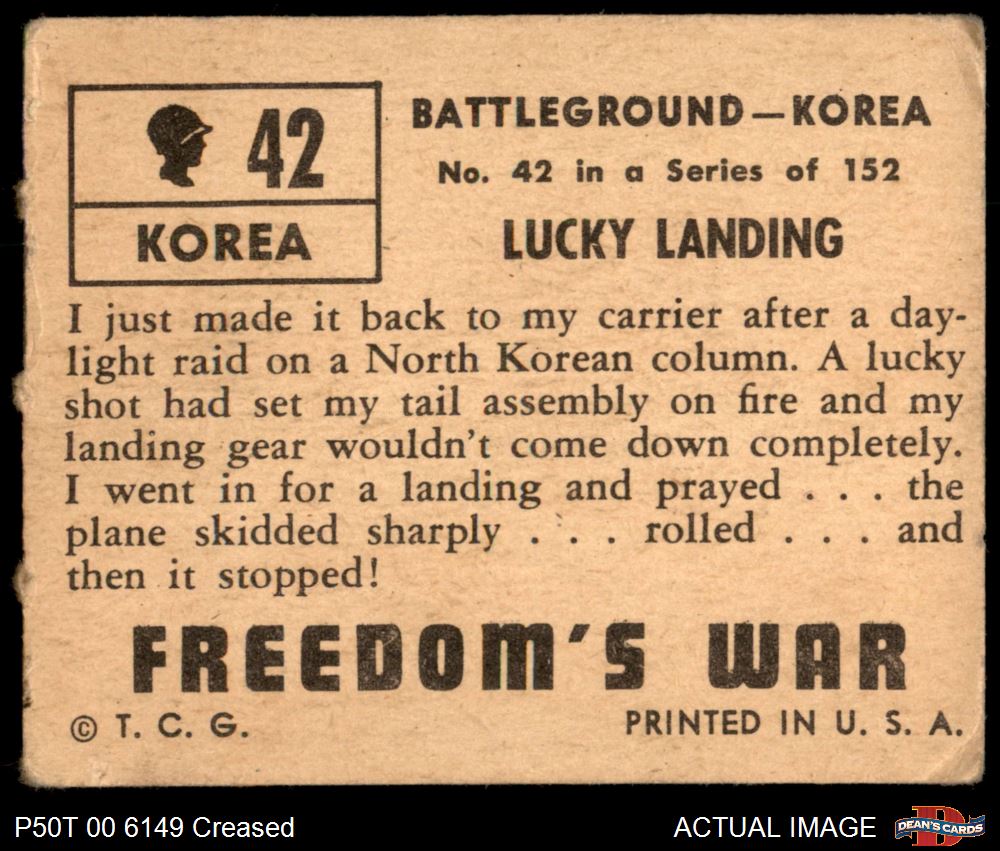 42
KOREA
BATTLEGROUND—KOREA
No. 42 in a Series of 152
LUCKY LANDING
I just made it back to my carrier after a day-
light raid on a North Korean column. A lucky
shot had set my tail assembly on fire and my
landing gear wouldn't come down completely.
I went in for a landing and prayed . . . the
plane skidded sharply . . . rolled . . . and
then it stopped!
FREEDOM'S WAR
© T. C. G.
PRINTED IN U. S. A.
P50T 00 6149 Creased
ACTUAL IMAGE
DEAN'S CARDS